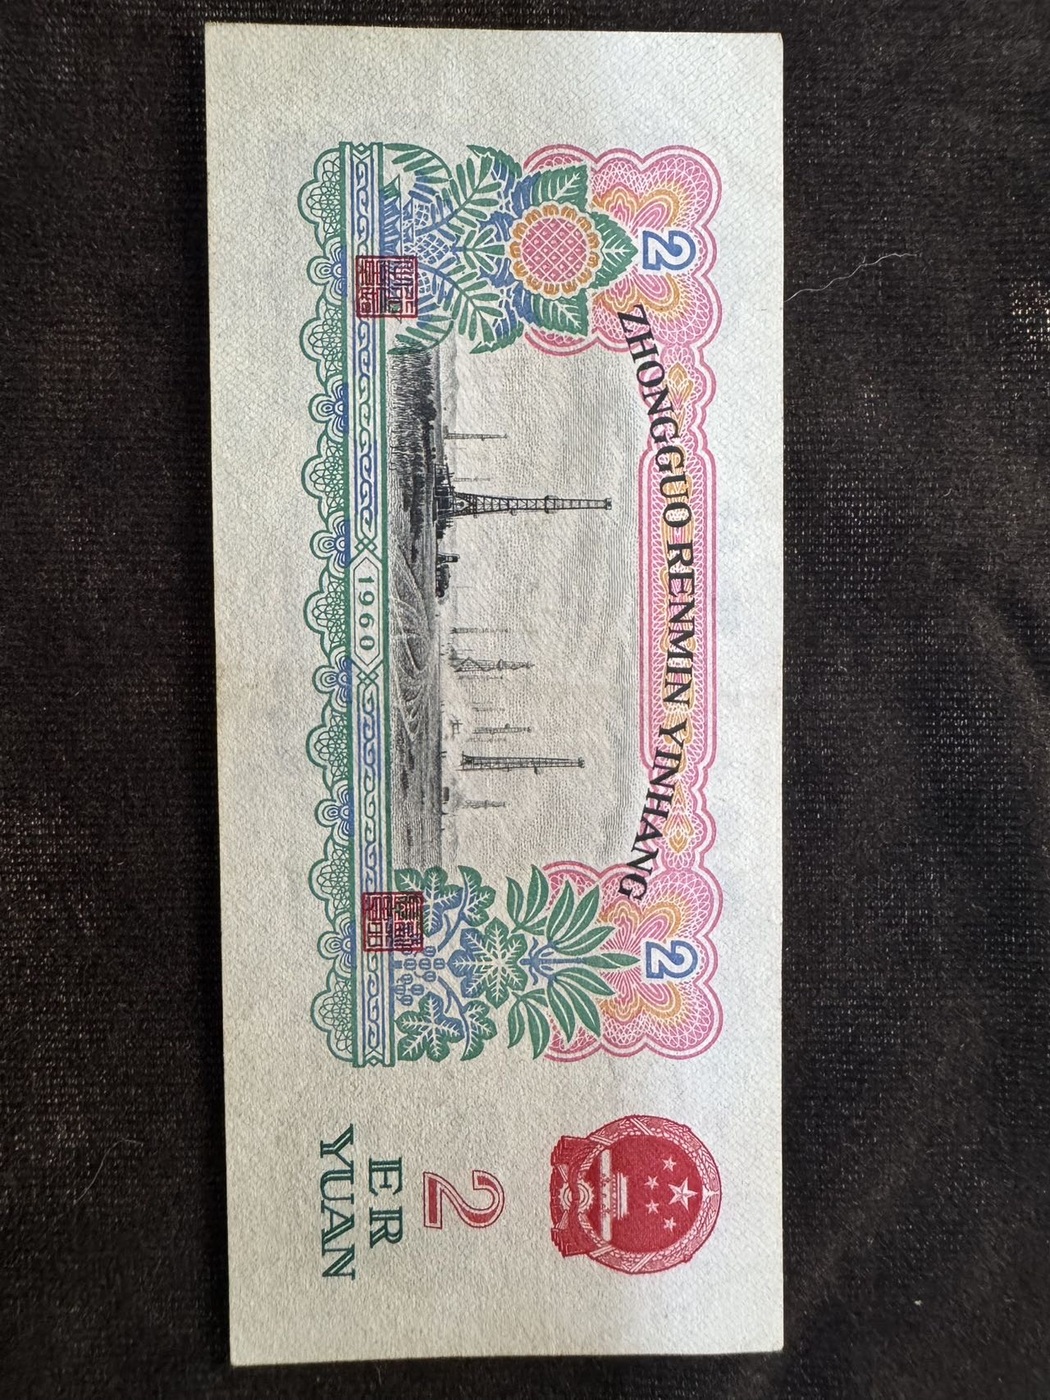 ZHONGGUO RENMIN YINHANG
2
2
1960
2
ER
YUAN